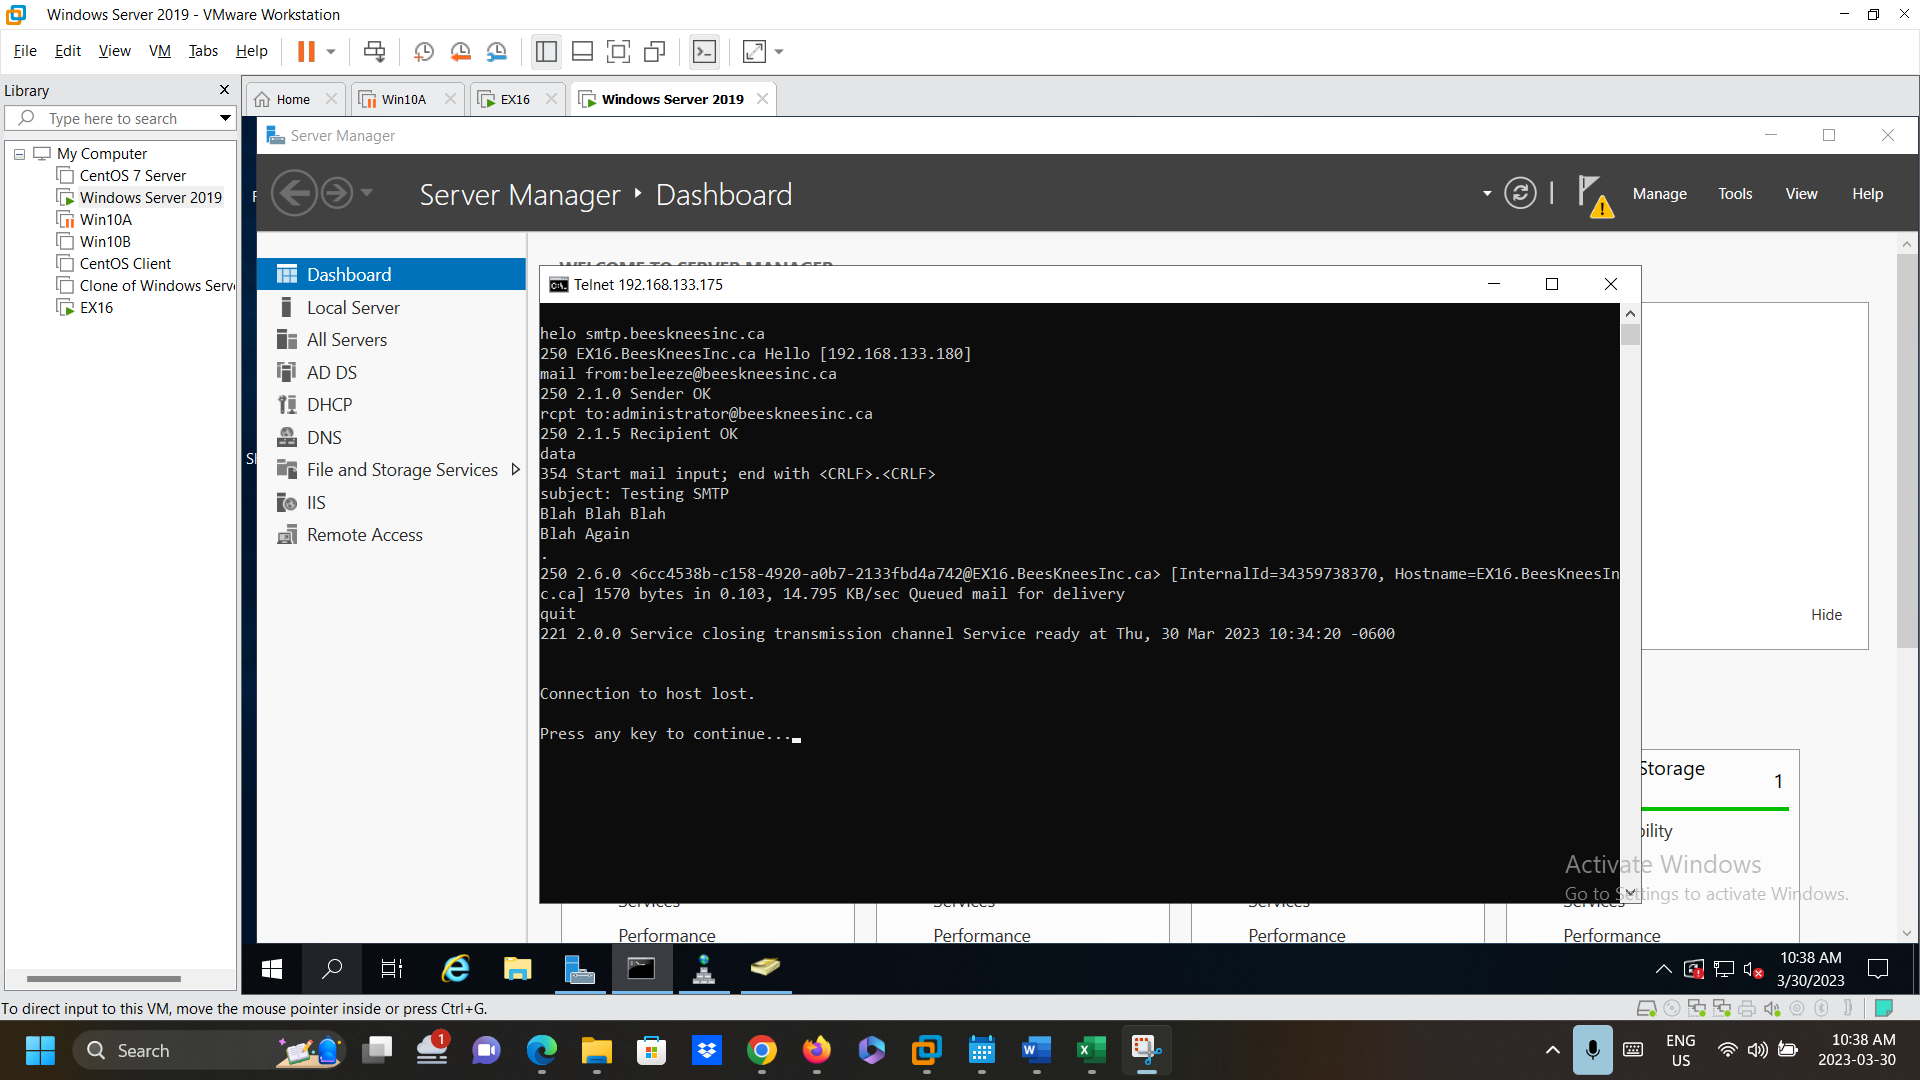 Windows Server 2019 - VMware Workstation
File Edit View VM Tabs Help
Library
Type here to search
My Computer
CentOS 7 Server
Windows Server 2019
Win10A
Win10B
CentOS Client
Clone of Windows Serve
EX16
Home
Win10A
EX16
Windows Server 2019
Server Manager
Server Manager Dashboard
Manage Tools View Help
Dashboard
Local Server
All Servers
AD DS
DHCP
DNS
File and Storage Services
IIS
Remote Access
WELCOME TO SERVER MANAGER
Telnet 192.168.133.175
helo smtp.beeskneesinc.ca
250 EX16.BeesKneesInc.ca Hello [192.168.133.180]
mail from:beleeze@beeskneesinc.ca
250 2.1.0 Sender OK
rcpt to:administrator@beeskneesinc.ca
250 2.1.5 Recipient OK
data
354 Start mail input; end with <CRLF>.<CRLF>
subject: Testing SMTP
Blah Blah Blah
Blah Again
.
250 2.6.0 <6cc4538b-c158-4920-a0b7-2133fbd4a742@EX16.BeesKneesInc.ca> [InternalId=34359738370, Hostname=EX16.BeesKneesIn
c.ca] 1570 bytes in 0.103, 14.795 KB/sec Queued mail for delivery
quit
221 2.0.0 Service closing transmission channel Service ready at Thu, 30 Mar 2023 10:34:20 -0600
Connection to host lost.
Press any key to continue...
Hide
Storage
1
bility
Activate Windows
Go to Settings to activate Windows.
Services Services Services Services
Performance Performance Performance Performance
10:38 AM
3/30/2023
To direct input to this VM, move the mouse pointer inside or press Ctrl+G.
Search
1
ENG
US
10:38 AM
2023-03-30